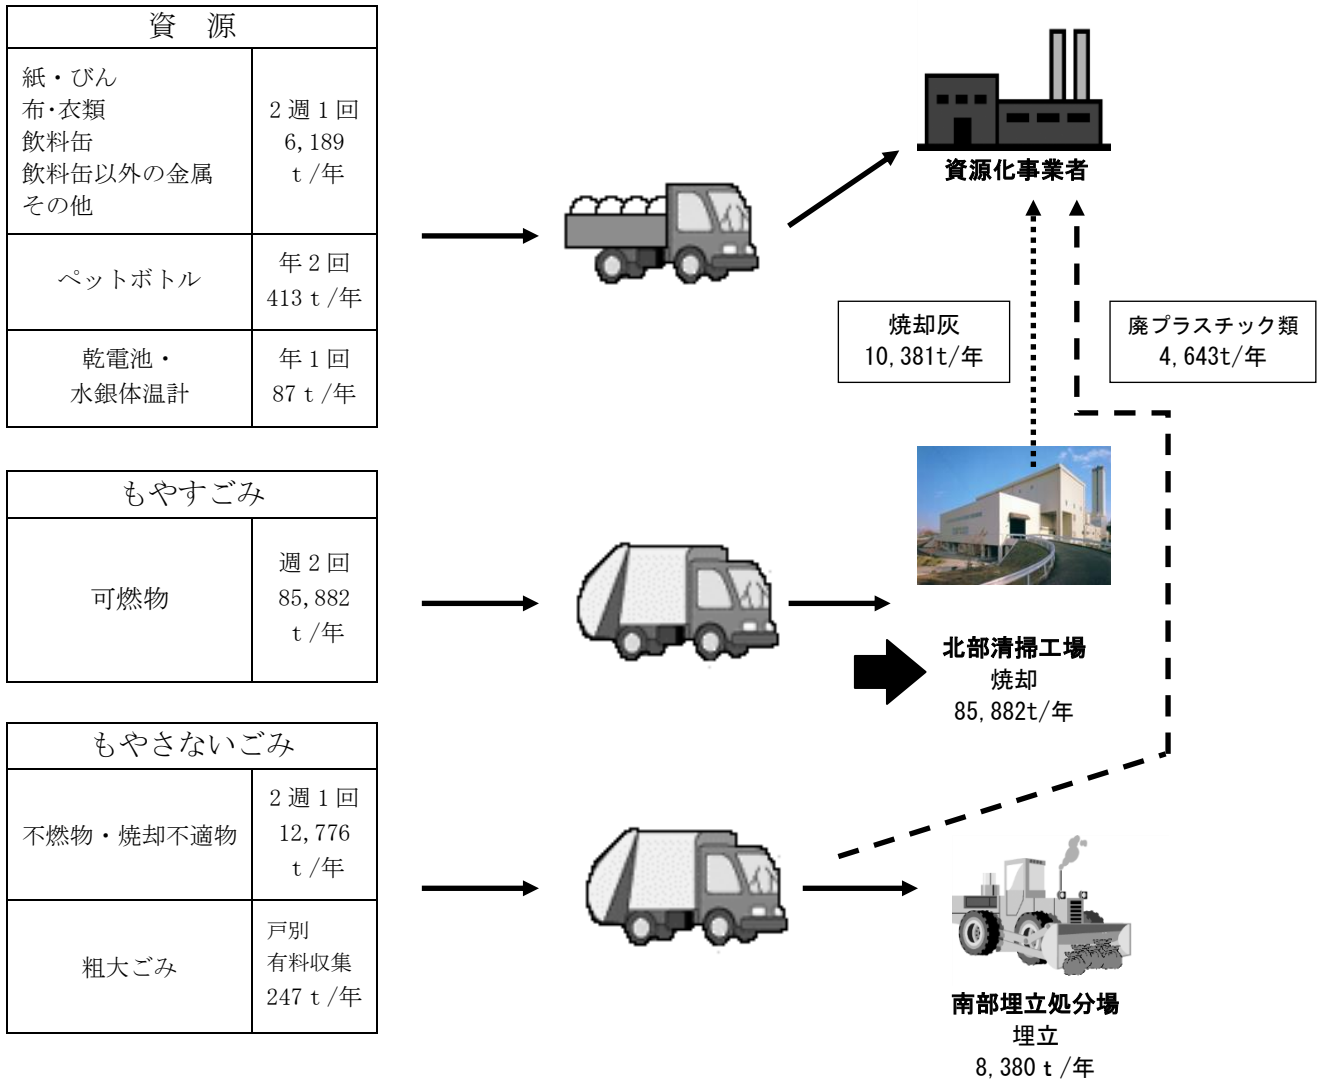 資　源
紙・びん
布・衣類
飲料缶
飲料缶以外の金属
その他
2週1回
6,189
ｔ/年
ペットボトル
年2回
413ｔ/年
乾電池・
水銀体温計
年1回
87ｔ/年
もやすごみ
可燃物
週2回
85,882
ｔ/年
もやさないごみ
不燃物・焼却不適物
2週1回
12,776
ｔ/年
粗大ごみ
戸別
有料収集
247ｔ/年
資源化事業者
焼却灰
10,381t/年
廃プラスチック類
4,643t/年
北部清掃工場
焼却
85,882t/年
南部埋立処分場
埋立
8,380ｔ/年